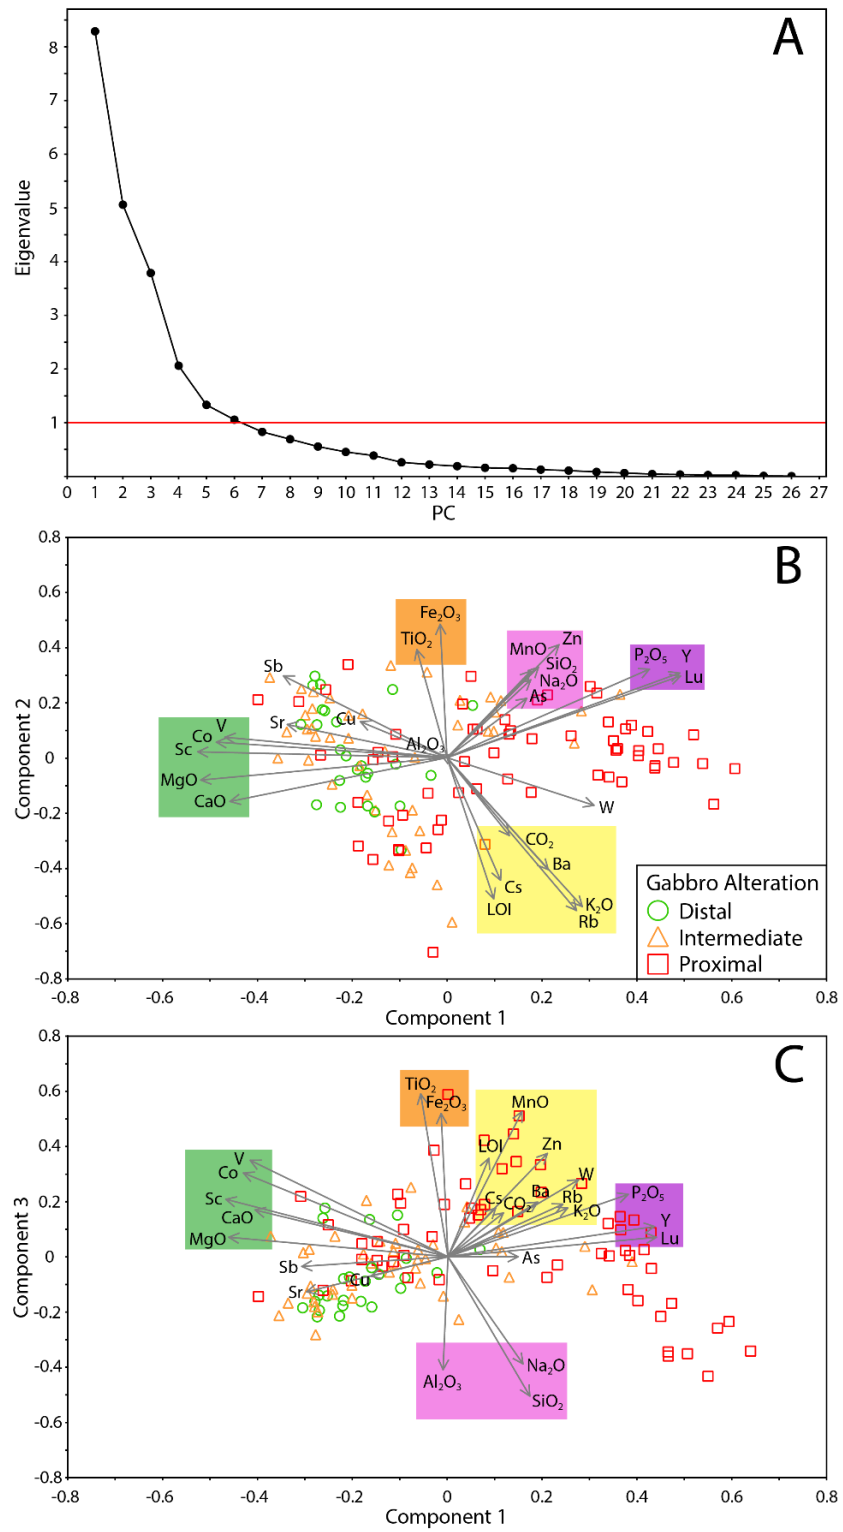 A
Eigenvalue
8
7
6
5
4
3
2
1
0 1 2 3 4 5 6 7 8 9 10 11 12 13 14 15 16 17 18 19 20 21 22 23 24 25 26 27
PC
B
Component 2
0.8
0.6
0.4
0.2
0
-0.2
-0.4
-0.6
-0.8
Fe₂O₃
TiO₂
Zn
MnO
SiO₂
Na₂O
As
P₂O₅ Y
Lu
Sb
Sr
Cu
Al₂O₃
V
Co
Sc
MgO
CaO
W
CO₂
Ba
Cs
LOI
K₂O
Rb
Gabbro Alteration
Distal
Intermediate
Proximal
-0.8 -0.6 -0.4 -0.2 0 0.2 0.4 0.6 0.8
Component 1
C
Component 3
0.8
0.6
0.4
0.2
0
-0.2
-0.4
-0.6
-0.8
TiO₂
Fe₂O₃
MnO
LOI
Zn
W
Ba
Rb
Cs
CO₂
K₂O
P₂O₅
Y
Lu
V
Co
Sc
CaO
MgO
As
Sb
Cu
Sr
Al₂O₃
Na₂O
SiO₂
-0.8 -0.6 -0.4 -0.2 0 0.2 0.4 0.6 0.8
Component 1